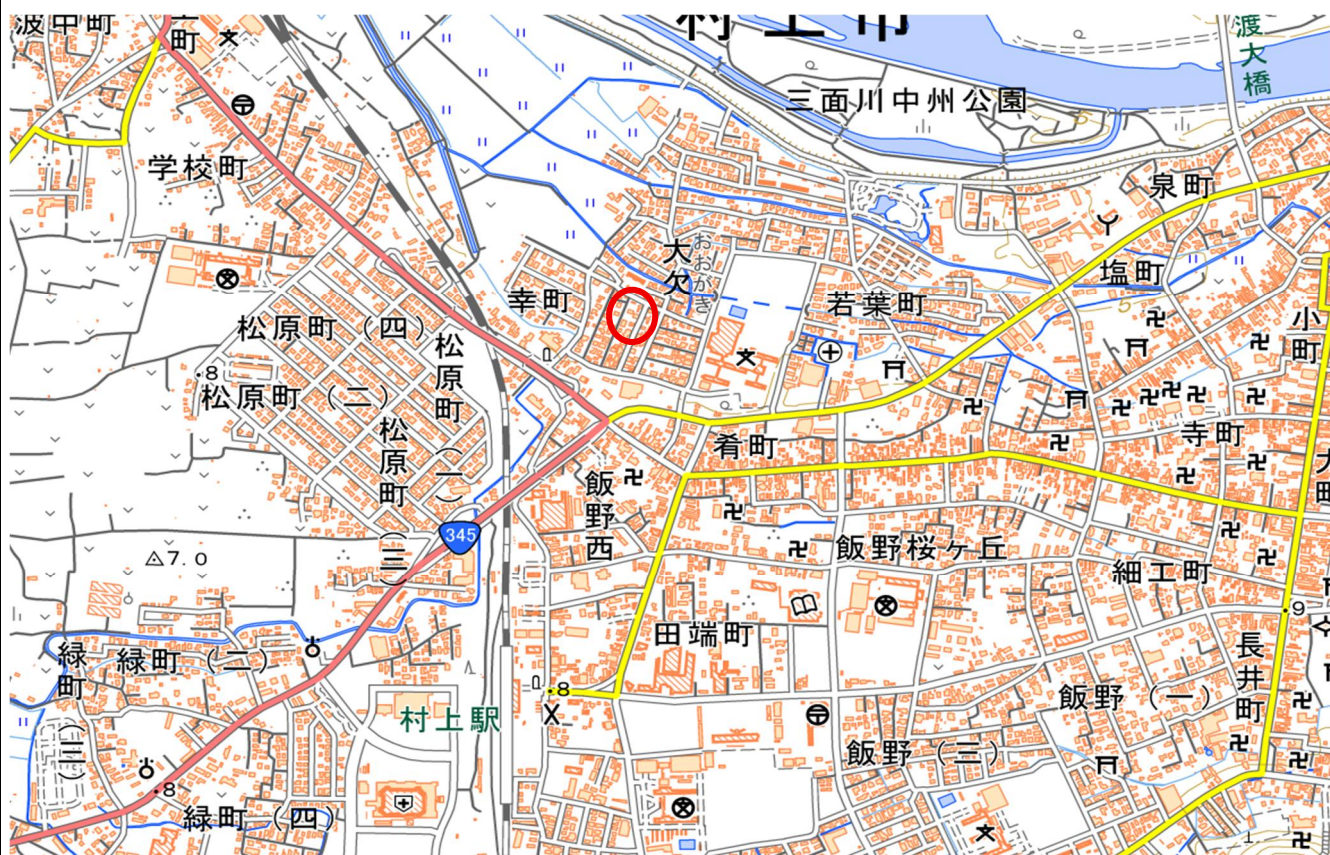 波中町
町
村上市
渡大橋
三面川中州公園
学校町
泉町
大欠
おおがき
塩町
幸町
若葉町
小町
松原町（四）
松原町（一）
8
松原町（二）
松原町（三）
肴町
寺町
大町
飯野西
345
飯野桜ヶ丘
7.0
細工町
9
田端町
緑町（二）
緑町（三）
長井町
8
飯野（一）
村上駅
飯野（三）
8
緑町（四）